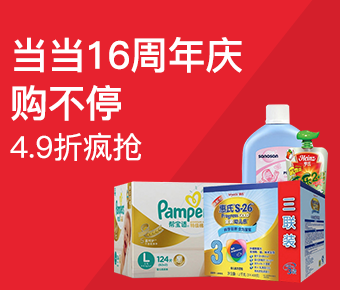 当当16周年庆
购不停
4.9折疯抢
sanosan
Heinz
Pampers
帮宝适
L
124
惠氏S-26
3
三联装